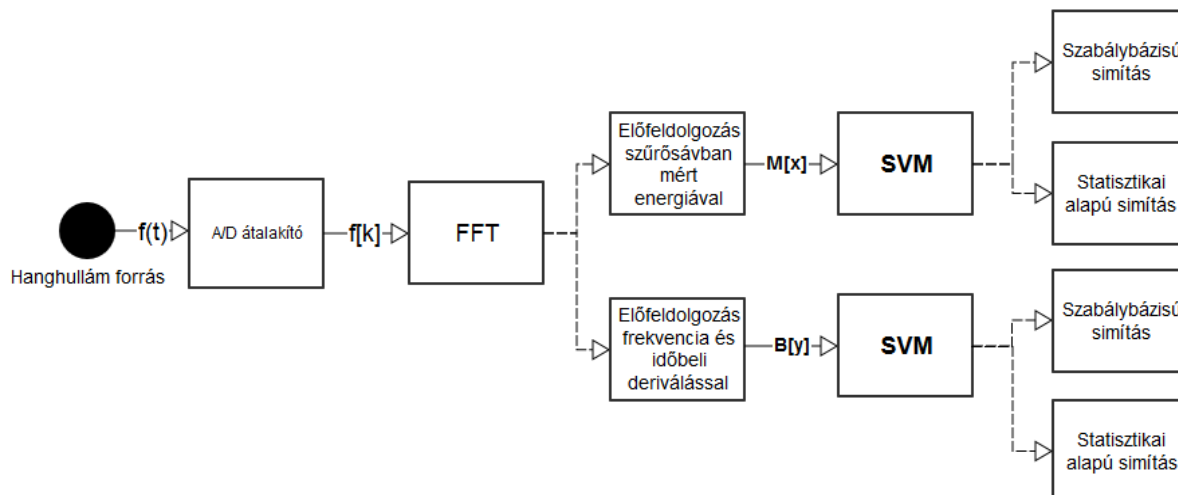 Hanghullám forrás
f(t)
A/D átalakító
f[k]
FFT
Előfeldolgozás
szűrősávban
mért
energiával
M[x]
SVM
Szabálybázisú
simítás
Statisztikai
alapú simítás
Előfeldolgozás
frekvencia és
időbeli
deriválással
B[y]
SVM
Szabálybázisú
simítás
Statisztikai
alapú simítás